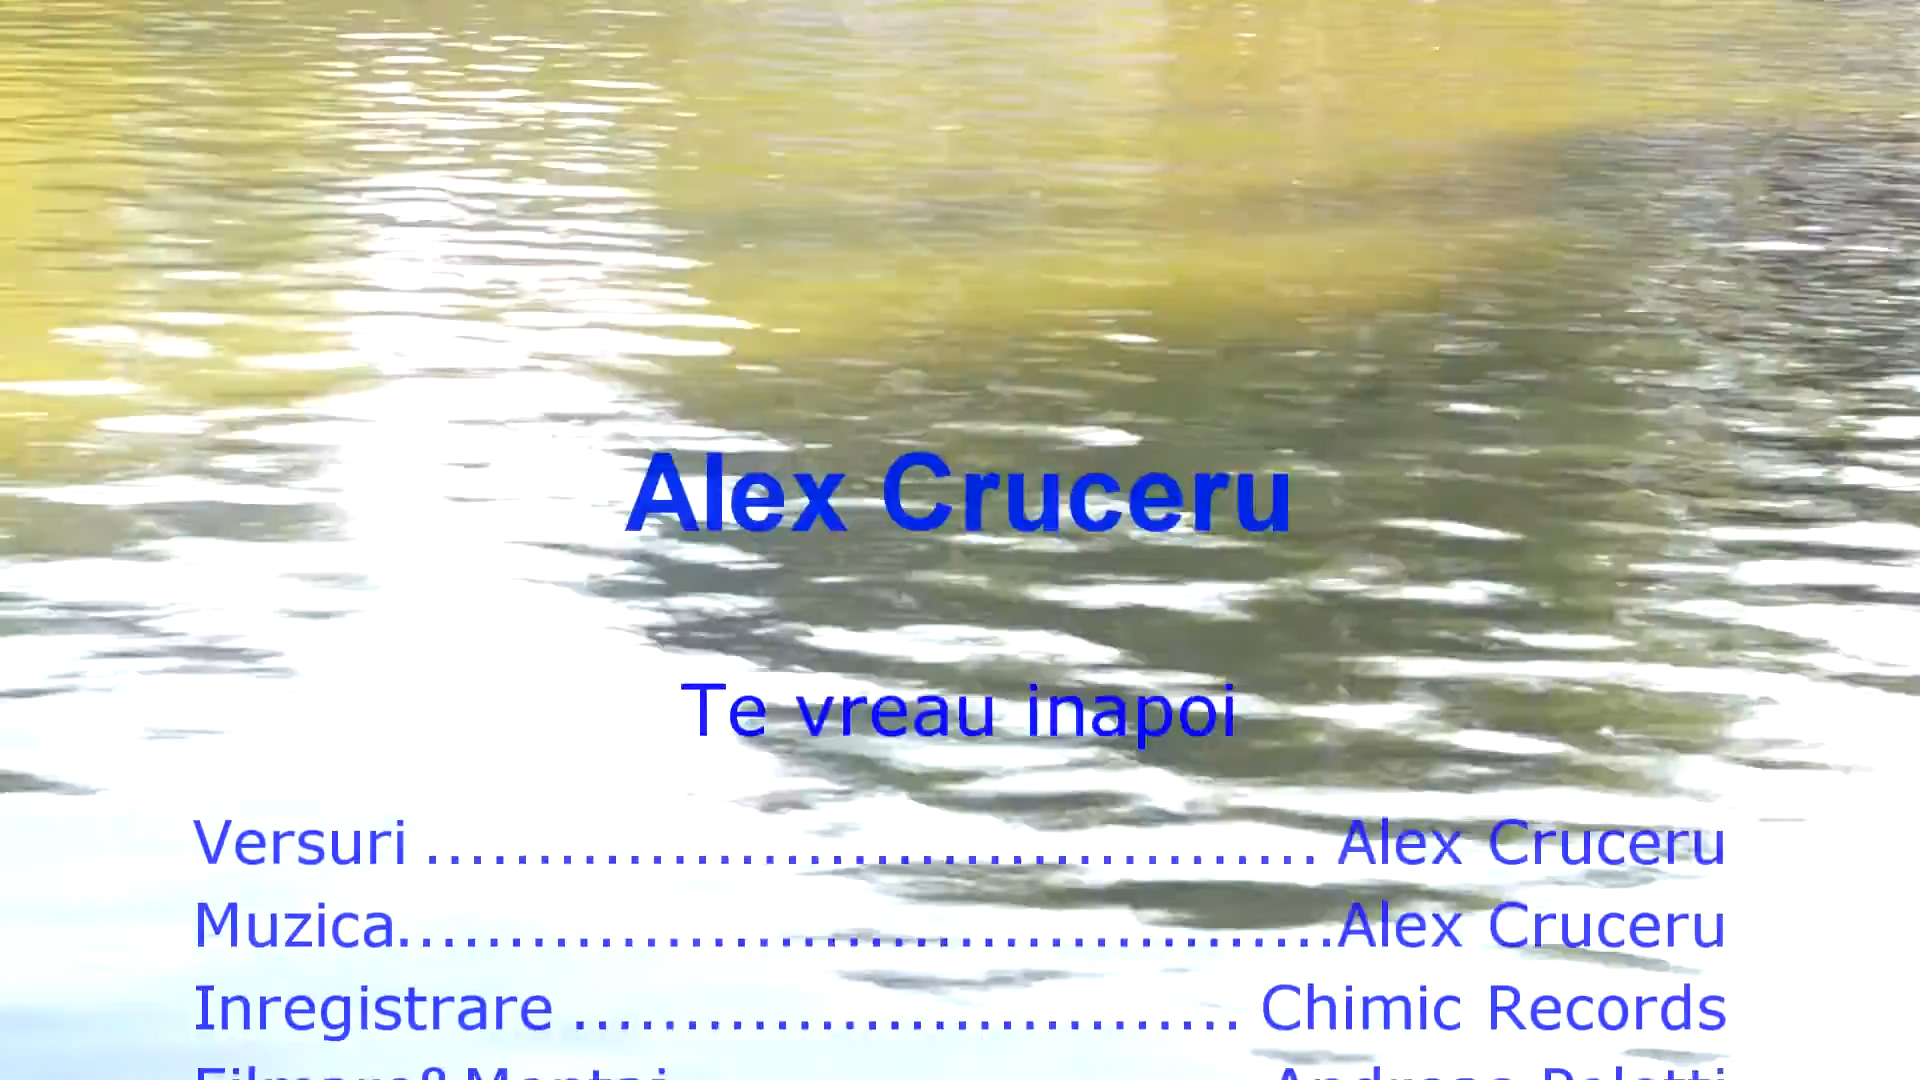 Alex Cruceru
Te vreau inapoi
Versuri ....................................... Alex Cruceru
Muzica.........................................Alex Cruceru
Inregistrare ............................. Chimic Records